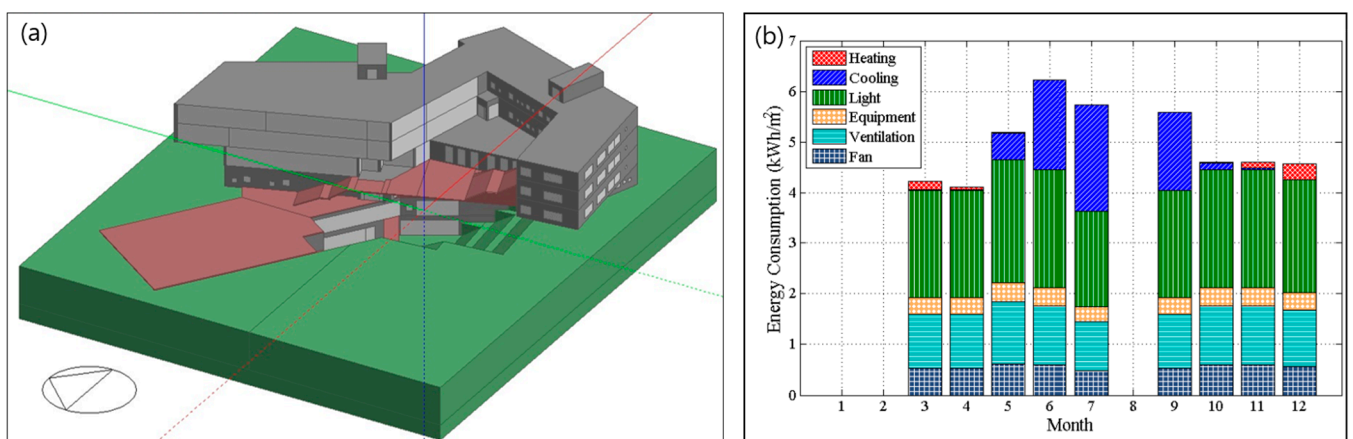 (a)
(b)
7
6
5
4
3
2
1
0
Energy Consumption (kWh/m²)
Heating
Cooling
Light
Equipment
Ventilation
Fan
1 2 3 4 5 6 7 8 9 10 11 12
Month